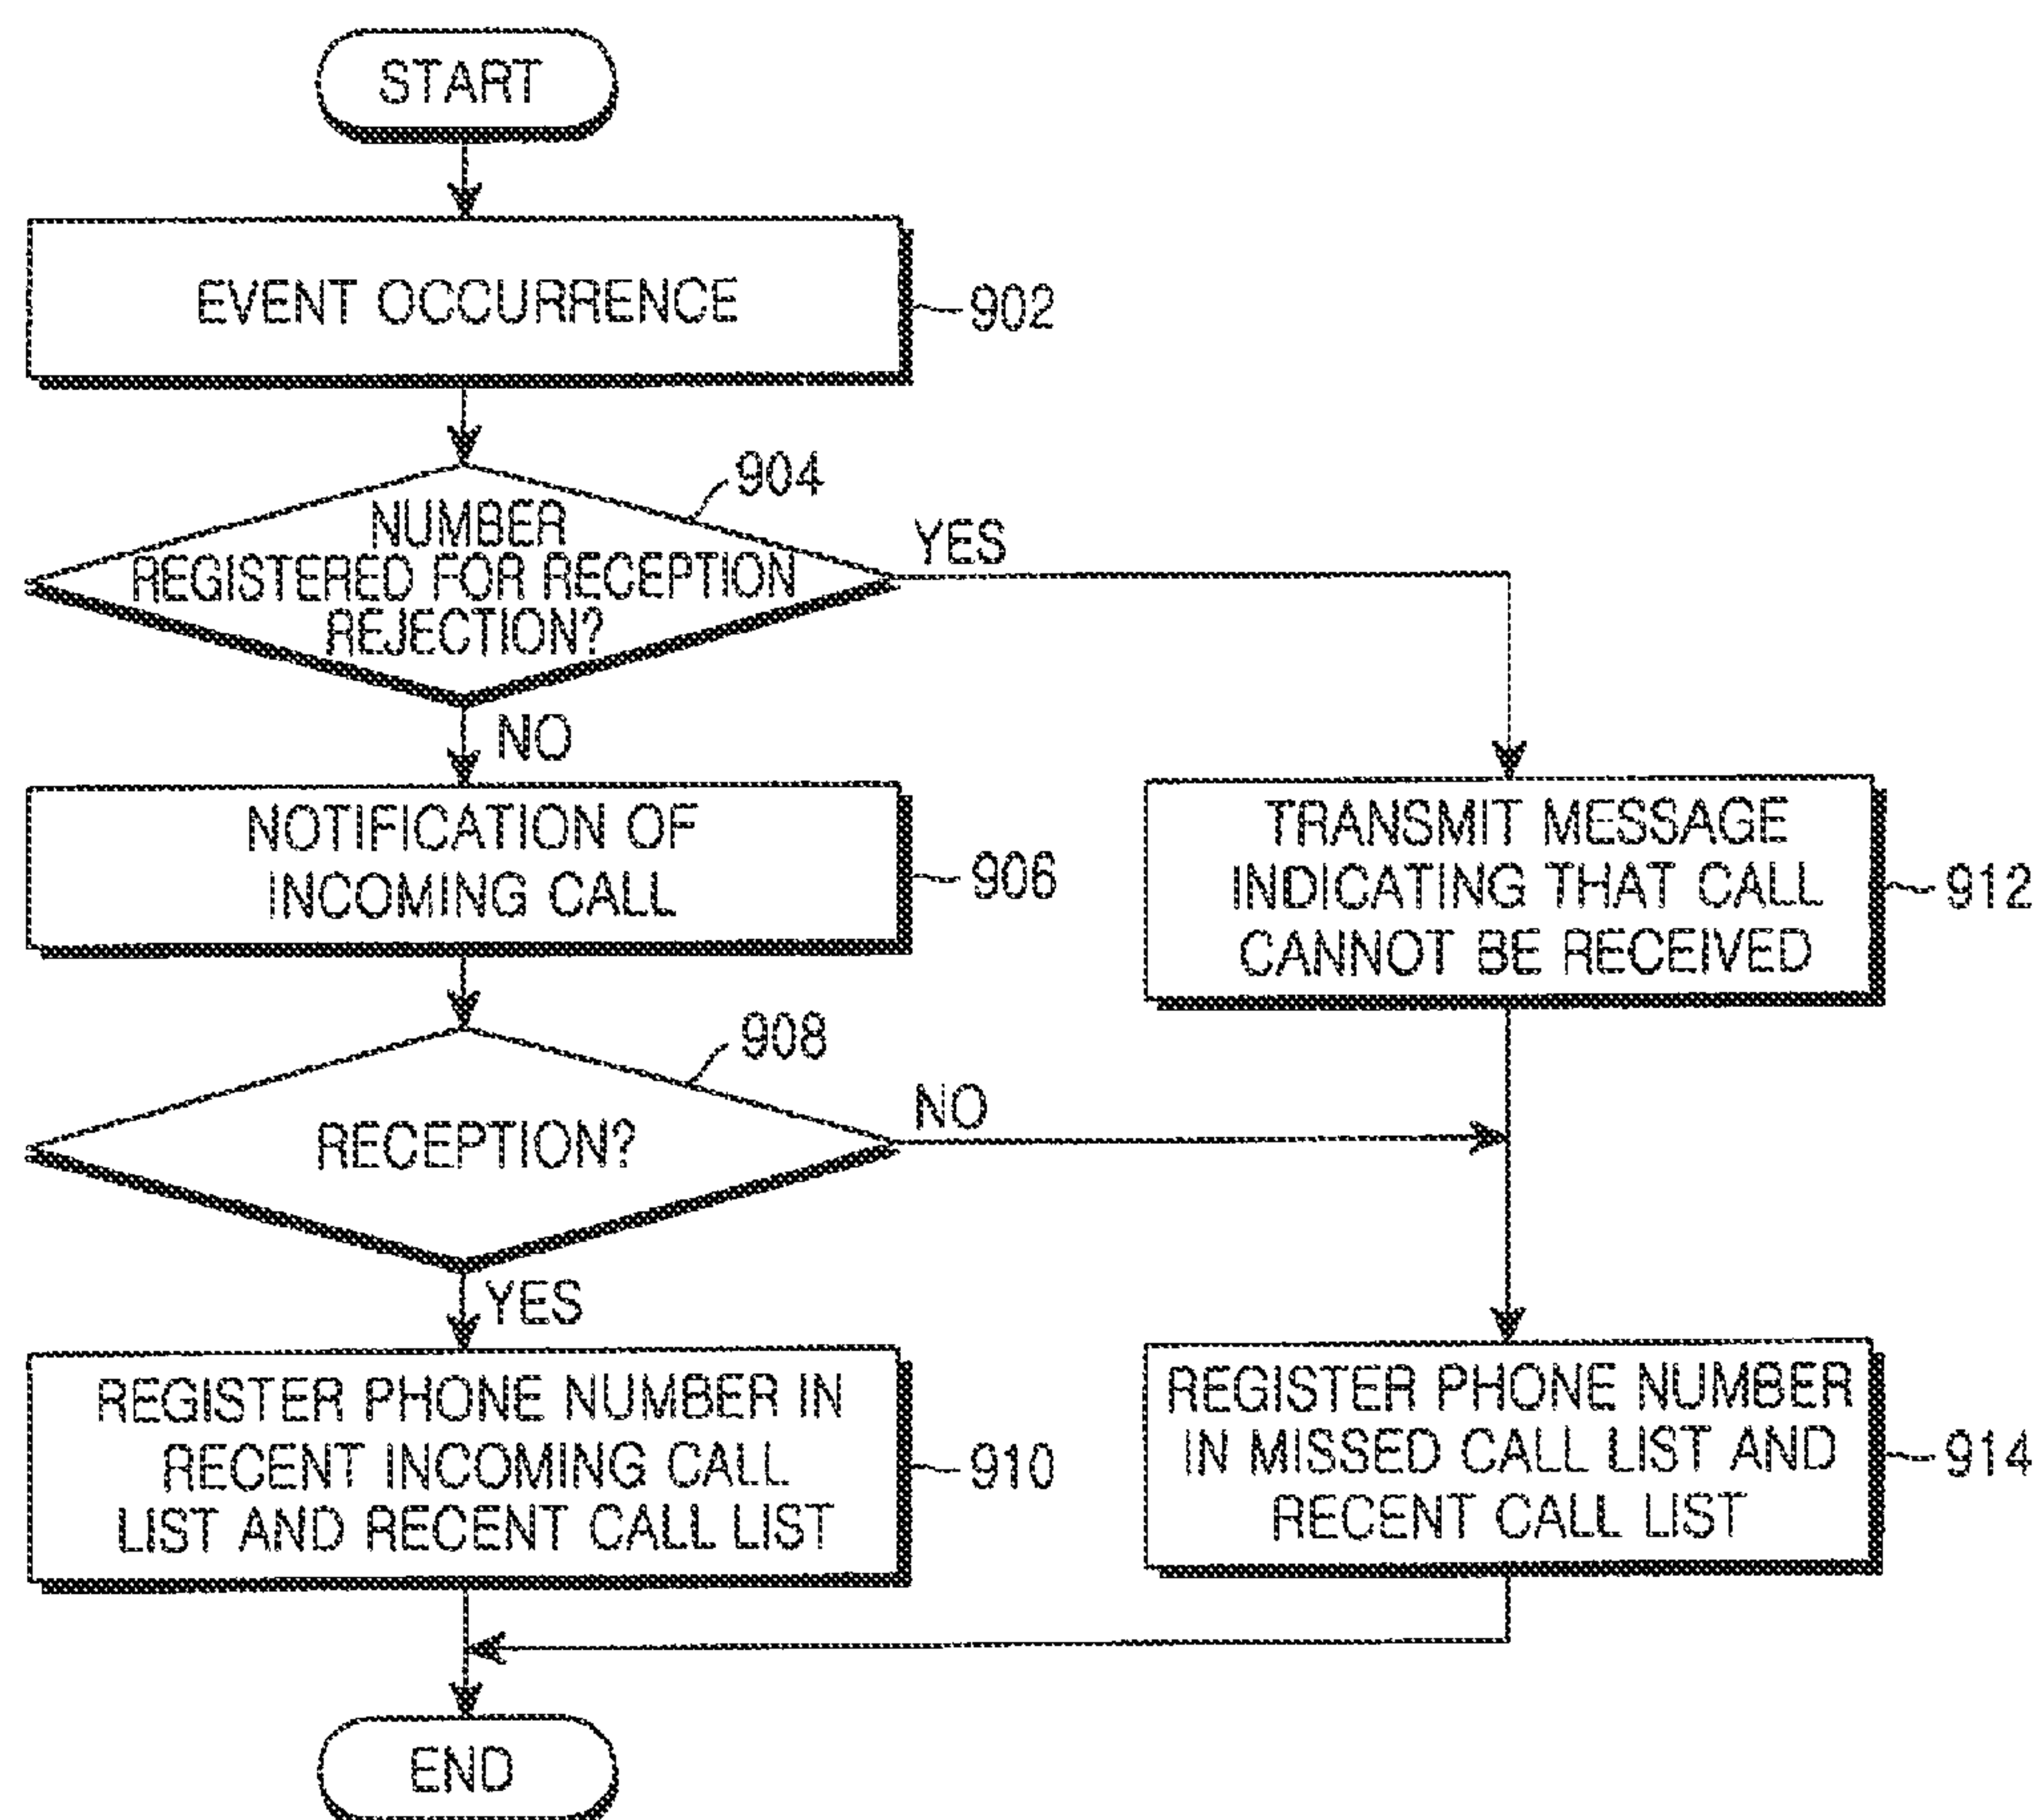 START
EVENT OCCURRENCE
902
904
NUMBER
REGISTERED FOR RECEPTION
REJECTION?
YES
NO
NOTIFICATION OF
INCOMING CALL
906
TRANSMIT MESSAGE
INDICATING THAT CALL
CANNOT BE RECEIVED
912
908
RECEPTION?
NO
YES
REGISTER PHONE NUMBER IN
RECENT INCOMING CALL
LIST AND RECENT CALL LIST
910
REGISTER PHONE NUMBER
IN MISSED CALL LIST AND
RECENT CALL LIST
914
END